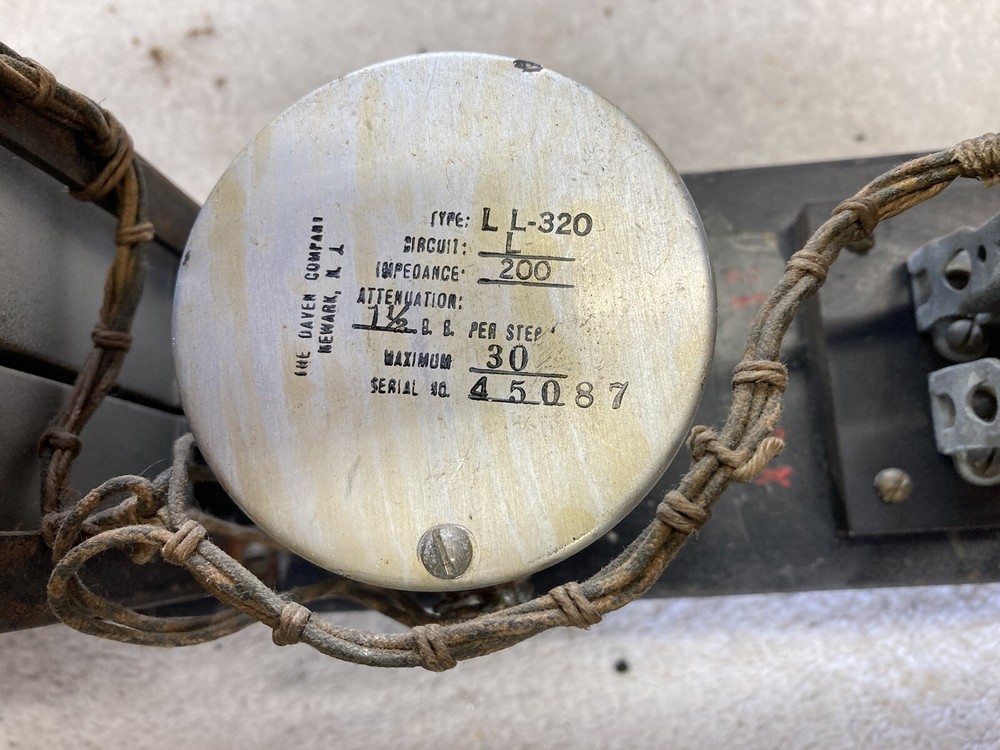 THE DAVEN COMPANY
NEWARK, N. J.
TYPE: LL-320
CIRCUIT: L
IMPEDANCE: 200
ATTENUATION:
1½ D. B. PER STEP
MAXIMUM 30
SERIAL NO. 45087